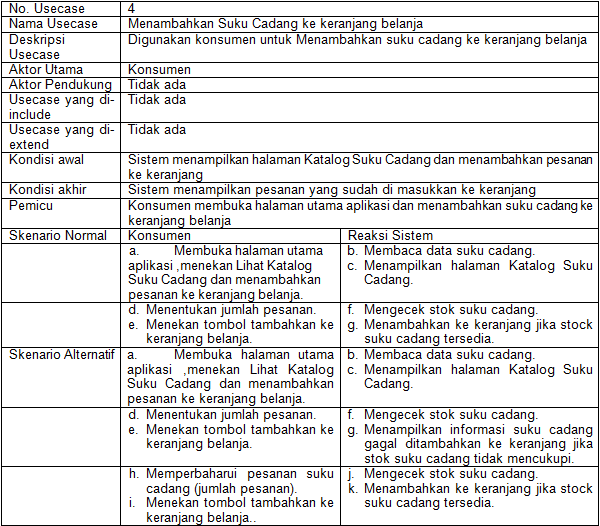 No. Usecase 4
Nama Usecase Menambahkan Suku Cadang ke keranjang belanja
Deskripsi Digunakan konsumen untuk Menambahkan suku cadang ke keranjang belanja
Usecase
Aktor Utama Konsumen
Aktor Pendukung Tidak ada
Usecase yang di- Tidak ada
include
Usecase yang di- Tidak ada
extend
Kondisi awal Sistem menampilkan halaman Katalog Suku Cadang dan menambahkan pesanan
ke keranjang
Kondisi akhir Sistem menampilkan pesanan yang sudah di masukkan ke keranjang
Pemicu Konsumen membuka halaman utama aplikasi dan menambahkan suku cadang ke
keranjang belanja
Skenario Normal Konsumen Reaksi Sistem
a. Membuka halaman utama
aplikasi ,menekan Lihat Katalog
Suku Cadang dan menambahkan
pesanan ke keranjang belanja.
b. Membaca data suku cadang.
c. Menampilkan halaman Katalog Suku
Cadang.
d. Menentukan jumlah pesanan.
e. Menekan tombol tambahkan ke
keranjang belanja.
f. Mengecek stok suku cadang.
g. Menambahkan ke keranjang jika stock
suku cadang tersedia.
Skenario Alternatif
a. Membuka halaman utama
aplikasi ,menekan Lihat Katalog
Suku Cadang dan menambahkan
pesanan ke keranjang belanja.
b. Membaca data suku cadang.
c. Menampilkan halaman Katalog Suku
Cadang.
d. Menentukan jumlah pesanan.
e. Menekan tombol tambahkan ke
keranjang belanja.
f. Mengecek stok suku cadang.
g. Menampilkan informasi suku cadang
gagal ditambahkan ke keranjang jika
stok suku cadang tidak mencukupi.
h. Memperbaharui pesanan suku
cadang (jumlah pesanan).
i. Menekan tombol tambahkan ke
keranjang belanja..
j. Mengecek stok suku cadang.
k. Menambahkan ke keranjang jika stock
suku cadang tersedia.